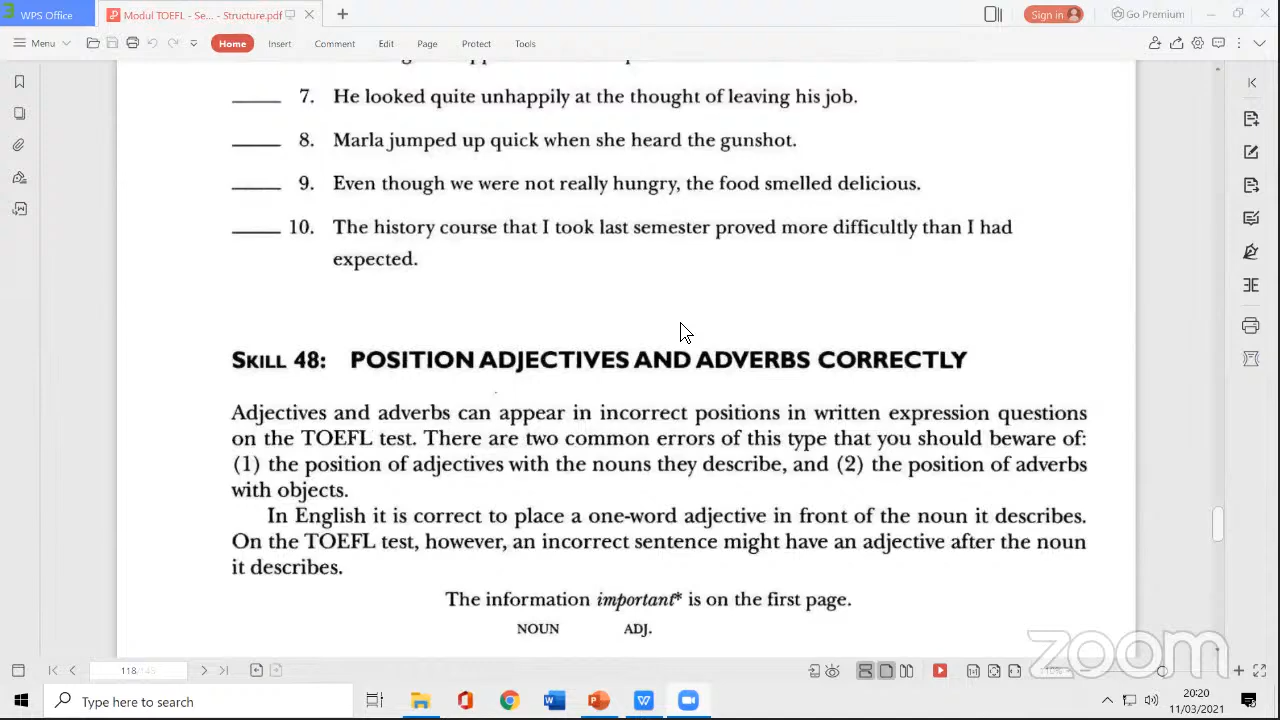 WPS Office
Modul TOEFL - Se... - Structure.pdf
Sign in
Go Premium
Menu
Home
Insert
Comment
Edit
Page
Protect
Tools
7. He looked quite unhappily at the thought of leaving his job.
8. Marla jumped up quick when she heard the gunshot.
9. Even though we were not really hungry, the food smelled delicious.
10. The history course that I took last semester proved more difficultly than I had
expected.
SKILL 48: POSITION ADJECTIVES AND ADVERBS CORRECTLY
Adjectives and adverbs can appear in incorrect positions in written expression questions
on the TOEFL test. There are two common errors of this type that you should beware of:
(1) the position of adjectives with the nouns they describe, and (2) the position of adverbs
with objects.
In English it is correct to place a one-word adjective in front of the noun it describes.
On the TOEFL test, however, an incorrect sentence might have an adjective after the noun
it describes.
The information important* is on the first page.
NOUN ADJ.
zoom
118/149
110%
Type here to search
20:20
11/03/2021